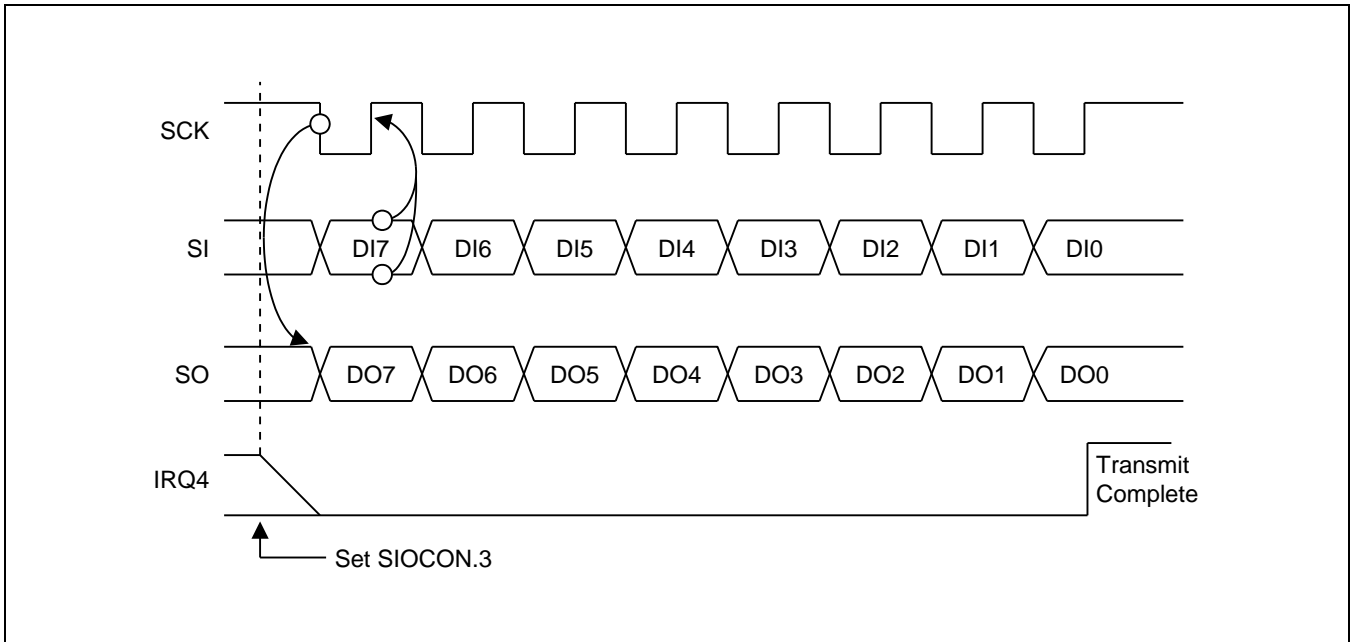 SCK
SI
DI7 DI6 DI5 DI4 DI3 DI2 DI1 DI0
SO
DO7 DO6 DO5 DO4 DO3 DO2 DO1 DO0
IRQ4
Transmit
Complete
Set SIOCON.3